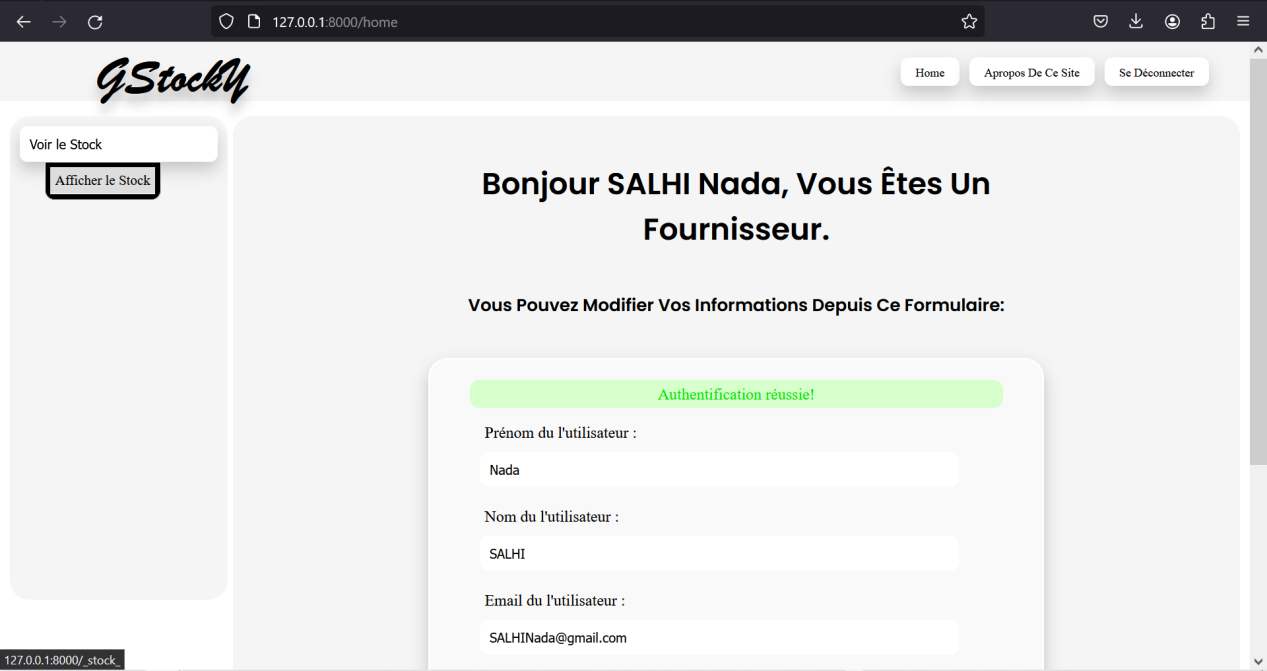 127.0.0.1:8000/home
GStockY
Home
Apropos De Ce Site
Se Déconnecter
Voir le Stock
Afficher le Stock
Bonjour SALHI Nada, Vous Êtes Un
Fournisseur.
Vous Pouvez Modifier Vos Informations Depuis Ce Formulaire:
Authentification réussie!
Prénom du l'utilisateur :
Nada
Nom du l'utilisateur :
SALHI
Email du l'utilisateur :
SALHINada@gmail.com
127.0.0.1:8000/_stock_